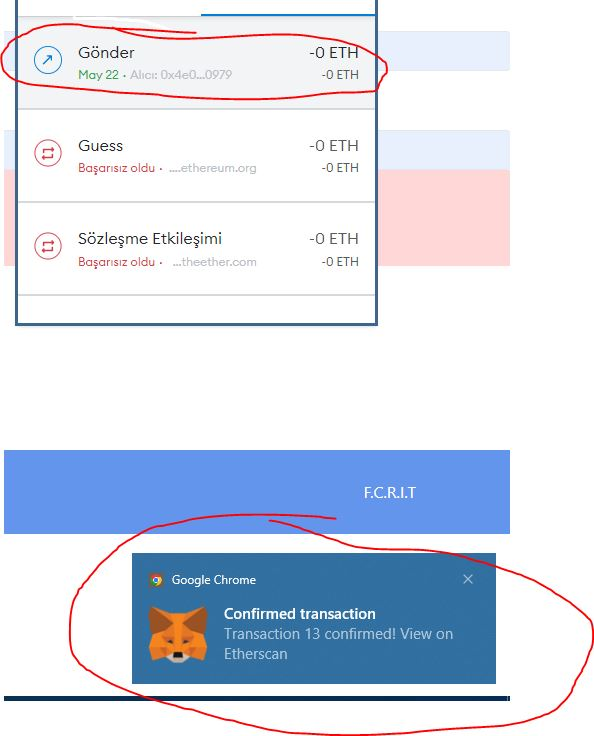 Gönder -0 ETH
May 22 · Alıcı: 0x4e0...0979 -0 ETH
Guess -0 ETH
Başarısız oldu · ....ethereum.org -0 ETH
Sözleşme Etkileşimi -0 ETH
Başarısız oldu · ...theether.com -0 ETH
F.C.R.I.T
Google Chrome
Confirmed transaction
Transaction 13 confirmed! View on
Etherscan